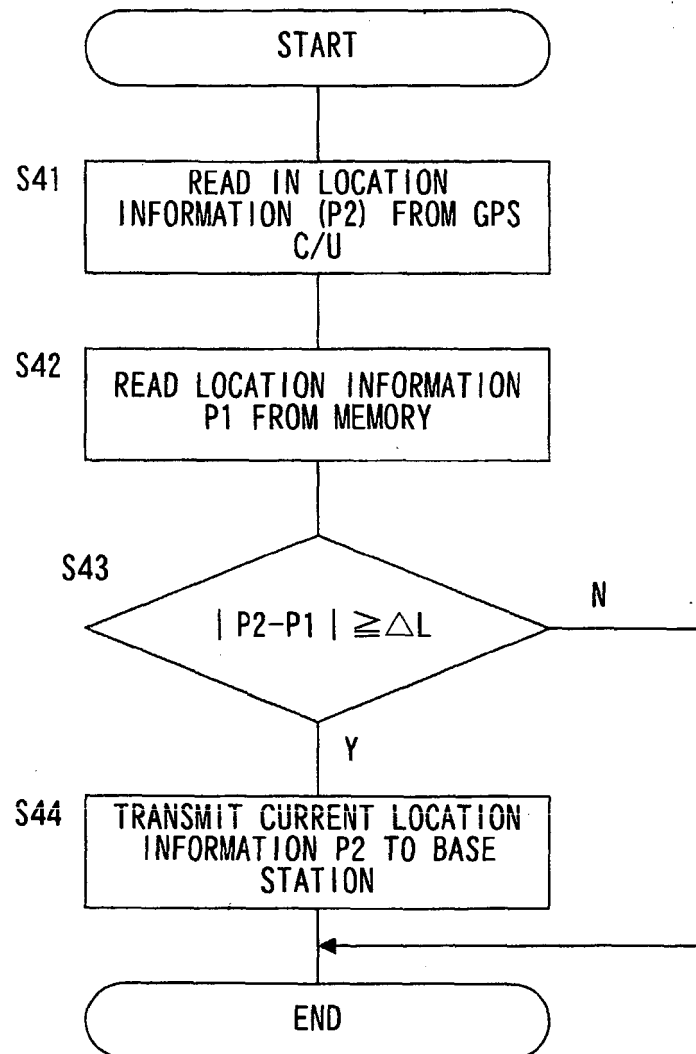 START
S41
READ IN LOCATION
INFORMATION (P2) FROM GPS
C/U
S42
READ LOCATION INFORMATION
P1 FROM MEMORY
S43
| P2-P1 | ≧ △L
N
Y
S44
TRANSMIT CURRENT LOCATION
INFORMATION P2 TO BASE
STATION
END